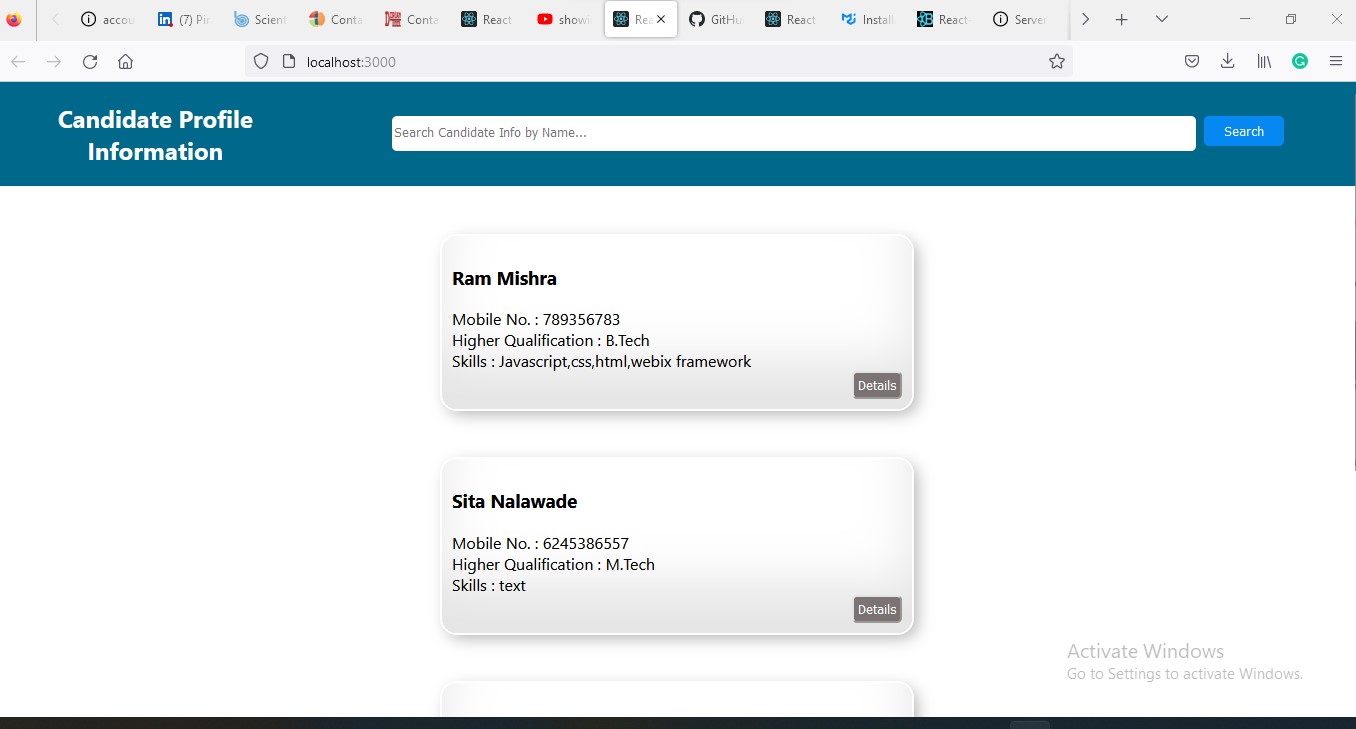 accou
(7) Pi
Scient
Conta
Conta
React
showi
Rea
GitHu
React
Install
React
Server
localhost:3000
Candidate Profile
Information
Search Candidate Info by Name...
Search
Ram Mishra
Mobile No. : 789356783
Higher Qualification : B.Tech
Skills : Javascript,css,html,webix framework
Details
Sita Nalawade
Mobile No. : 6245386557
Higher Qualification : M.Tech
Skills : text
Details
Activate Windows
Go to Settings to activate Windows.